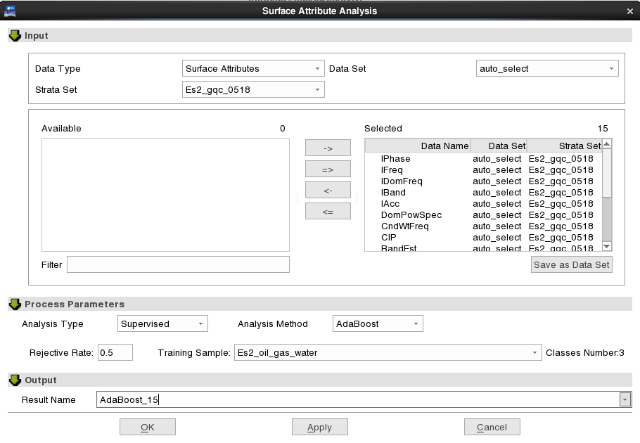 Surface Attribute Analysis
Input
Data Type Surface Attributes Data Set auto_select
Strata Set Es2_gqc_0518
Available 0 Selected 15
Data Name Data Set Strata Set
IPhase auto_select Es2_gqc_0518
IFreq auto_select Es2_gqc_0518
IDomFreq auto_select Es2_gqc_0518
IBand auto_select Es2_gqc_0518
IAcc auto_select Es2_gqc_0518
DomPowSpec auto_select Es2_gqc_0518
CndWtFreq auto_select Es2_gqc_0518
CIP auto_select Es2_gqc_0518
BandEst auto_select Es2_gqc_0518
->
=>
<-
<=
Filter Save as Data Set
Process Parameters
Analysis Type Supervised Analysis Method AdaBoost
Rejective Rate: 0.5 Training Sample: Es2_oil_gas_water Classes Number:3
Output
Result Name AdaBoost_15
OK Apply Cancel